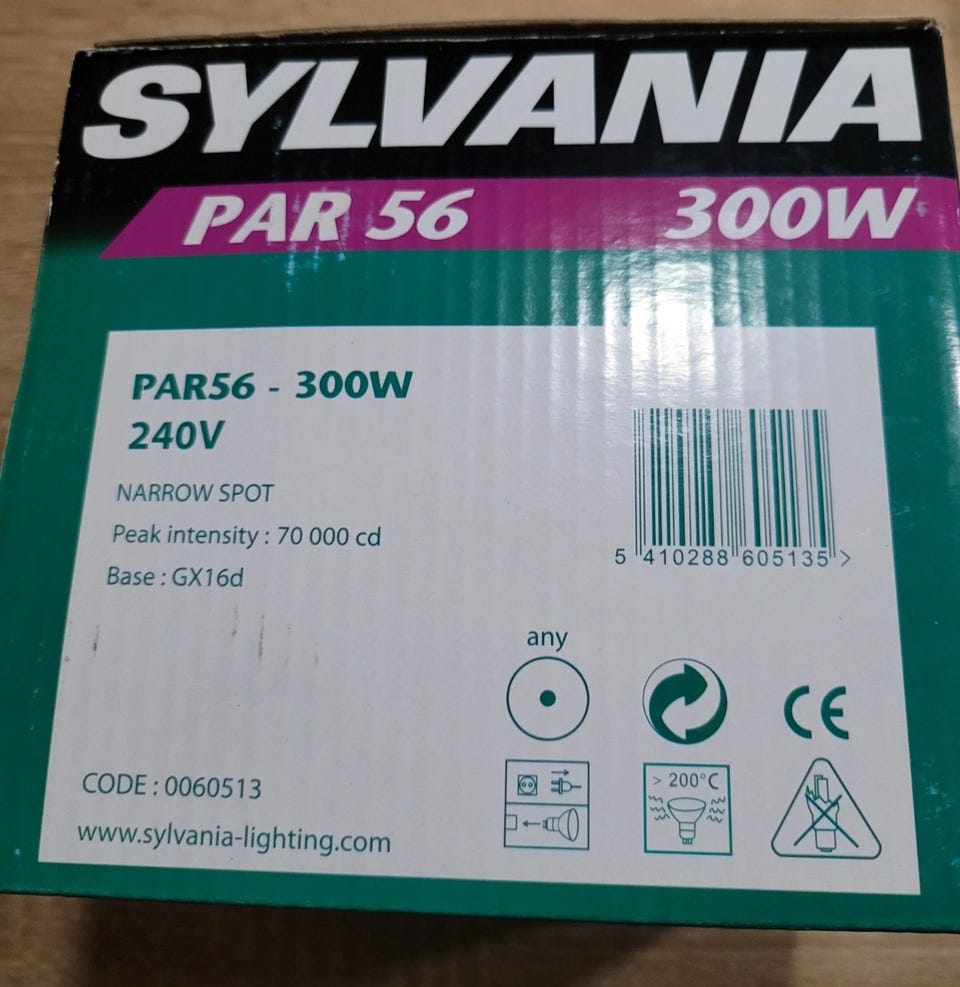 SYLVANIA
PAR 56 300W
PAR56 - 300W
240V
NARROW SPOT
Peak intensity : 70 000 cd
Base : GX16d
5 410288 605135 >
any
CE
> 200°C
CODE : 0060513
www.sylvania-lighting.com